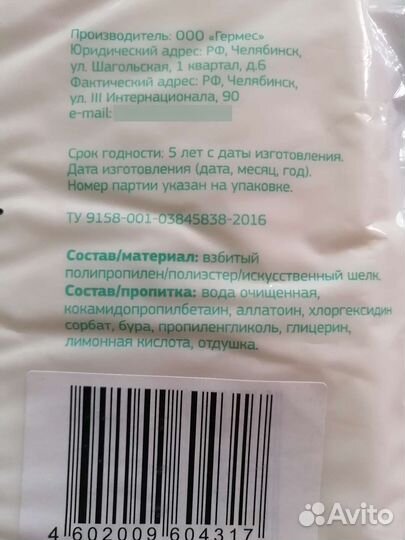 Производитель: ООО «Гермес»
Юридический адрес: РФ, Челябинск,
ул. Шагольская, 1 квартал, д.6
Фактический адрес: РФ, Челябинск,
ул. III Интернационала, 90
e-mail:
Срок годности: 5 лет с даты изготовления.
Дата изготовления (дата, месяц, год).
Номер партии указан на упаковке.
ТУ 9158-001-03845838-2016
Состав/материал: взбитый
полипропилен/полиэстер/искусственный шелк.
Состав/пропитка: вода очищенная,
кокамидопропилбетаин, аллатоин, хлоргексидин
сорбат, бура, пропиленгликоль, глицерин,
лимонная кислота, отдушка.
4 602009 604317
Avito